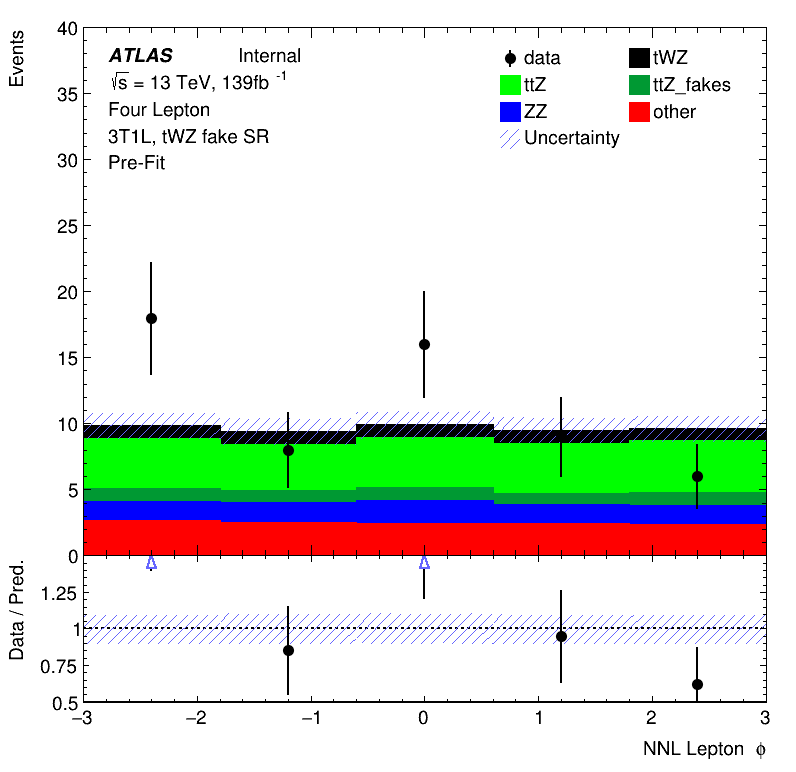 Events
40
35
30
25
20
15
10
5
0
ATLAS Internal
√s = 13 TeV, 139fb -1
Four Lepton
3T1L, tWZ fake SR
Pre-Fit
data tWZ
ttZ ttZ_fakes
ZZ other
Uncertainty
Data / Pred.
1.25
1
0.75
0.5
−3 −2 −1 0 1 2 3
NNL Lepton ϕ